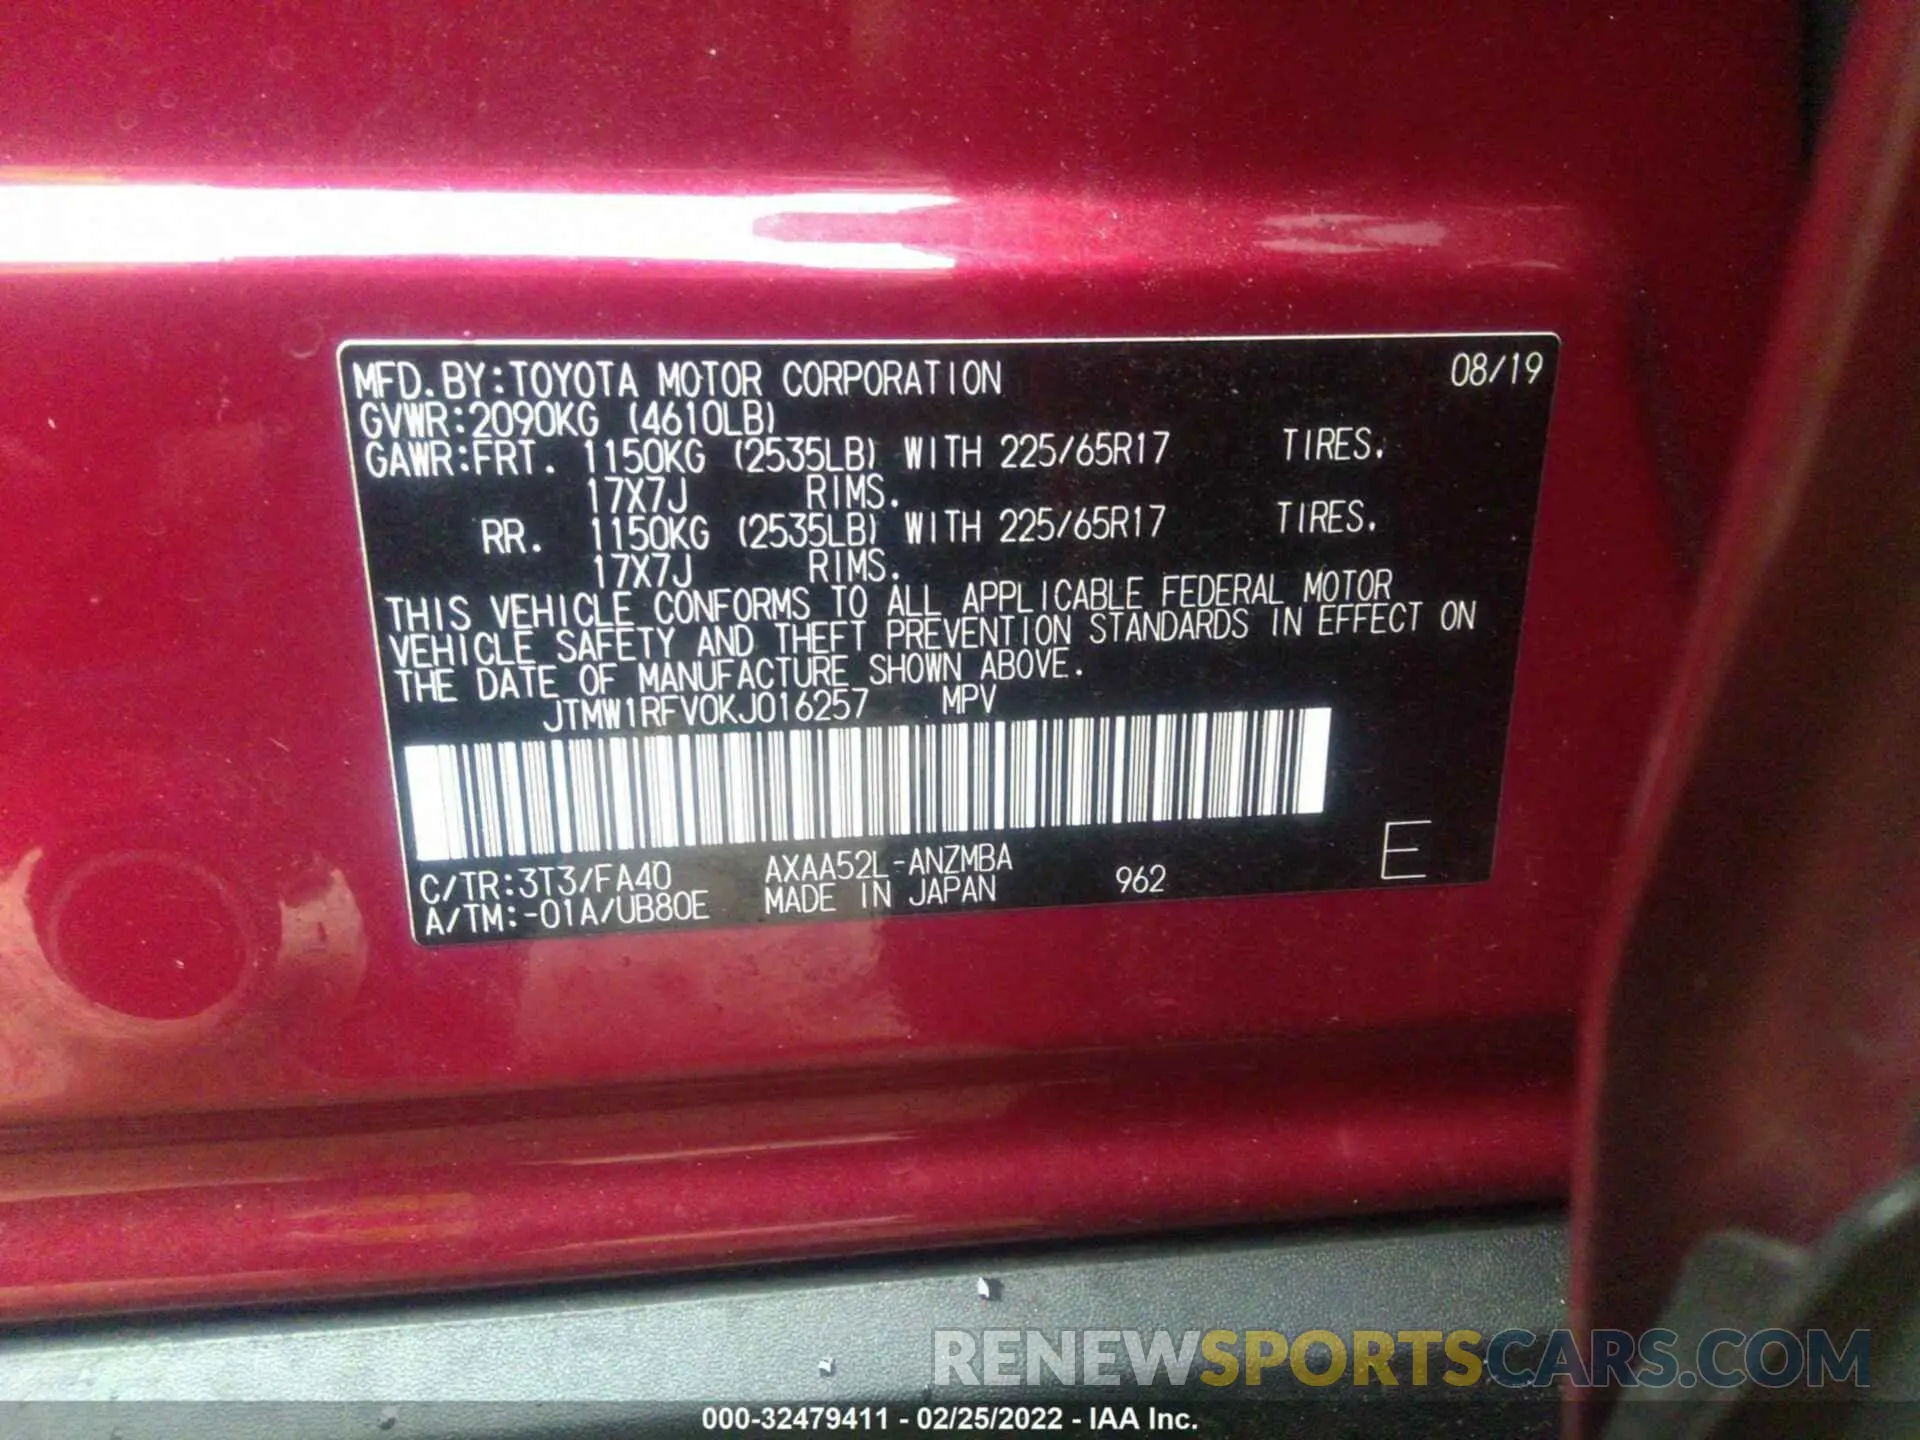 MFD.BY:TOYOTA MOTOR CORPORATION 08/19
GVWR:2090KG (4610LB)
GAWR:FRT. 1150KG (2535LB) WITH 225/65R17 TIRES.
17X7J RIMS.
RR. 1150KG (2535LB) WITH 225/65R17 TIRES.
17X7J RIMS.
THIS VEHICLE CONFORMS TO ALL APPLICABLE FEDERAL MOTOR
VEHICLE SAFETY AND THEFT PREVENTION STANDARDS IN EFFECT ON
THE DATE OF MANUFACTURE SHOWN ABOVE.
JTMW1RFV0KJ016257 MPV
C/TR:3T3/FA40 AXAA52L-ANZMBA 962 E
A/TM:-01A/UB80E MADE IN JAPAN
RENEWSPORTSCARS.COM
000-32479411 - 02/25/2022 - IAA Inc.